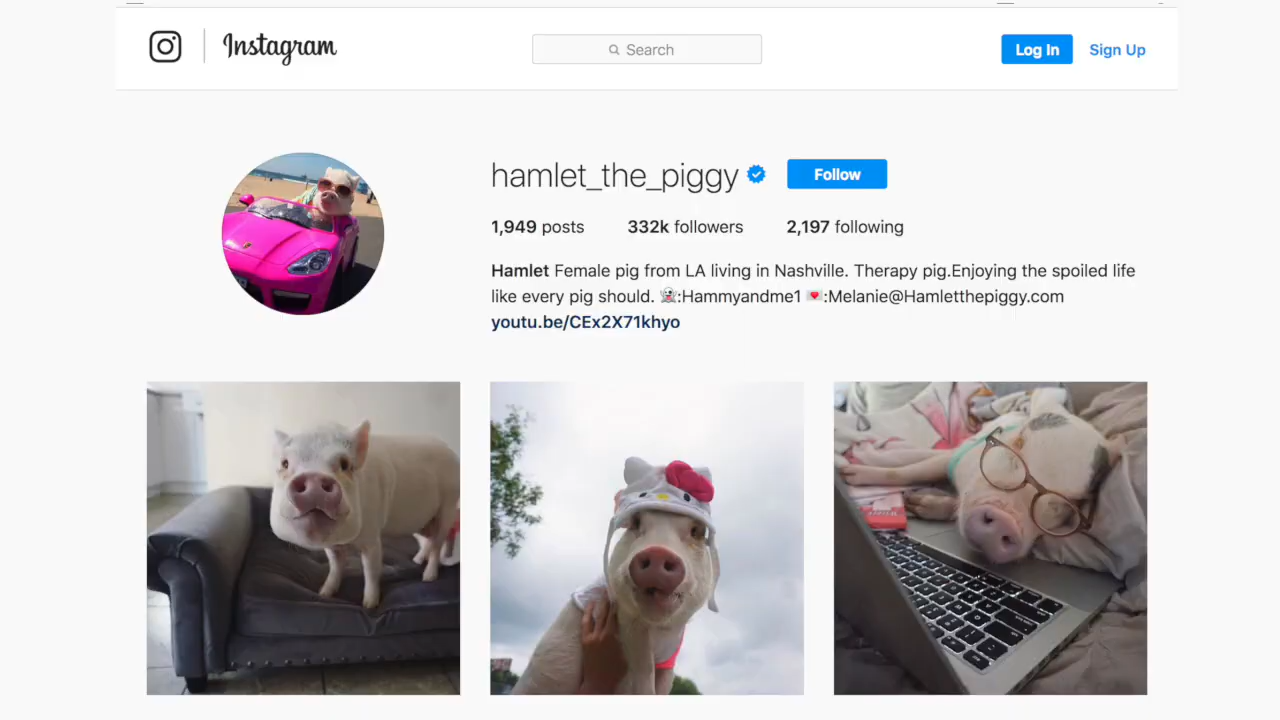 Instagram
Search
Log In
Sign Up
hamlet_the_piggy
Follow
1,949 posts
332k followers
2,197 following
Hamlet Female pig from LA living in Nashville. Therapy pig.Enjoying the spoiled life
like every pig should. 👻:Hammyandme1 💌:Melanie@Hamletthepiggy.com
youtu.be/CEx2X71khyo